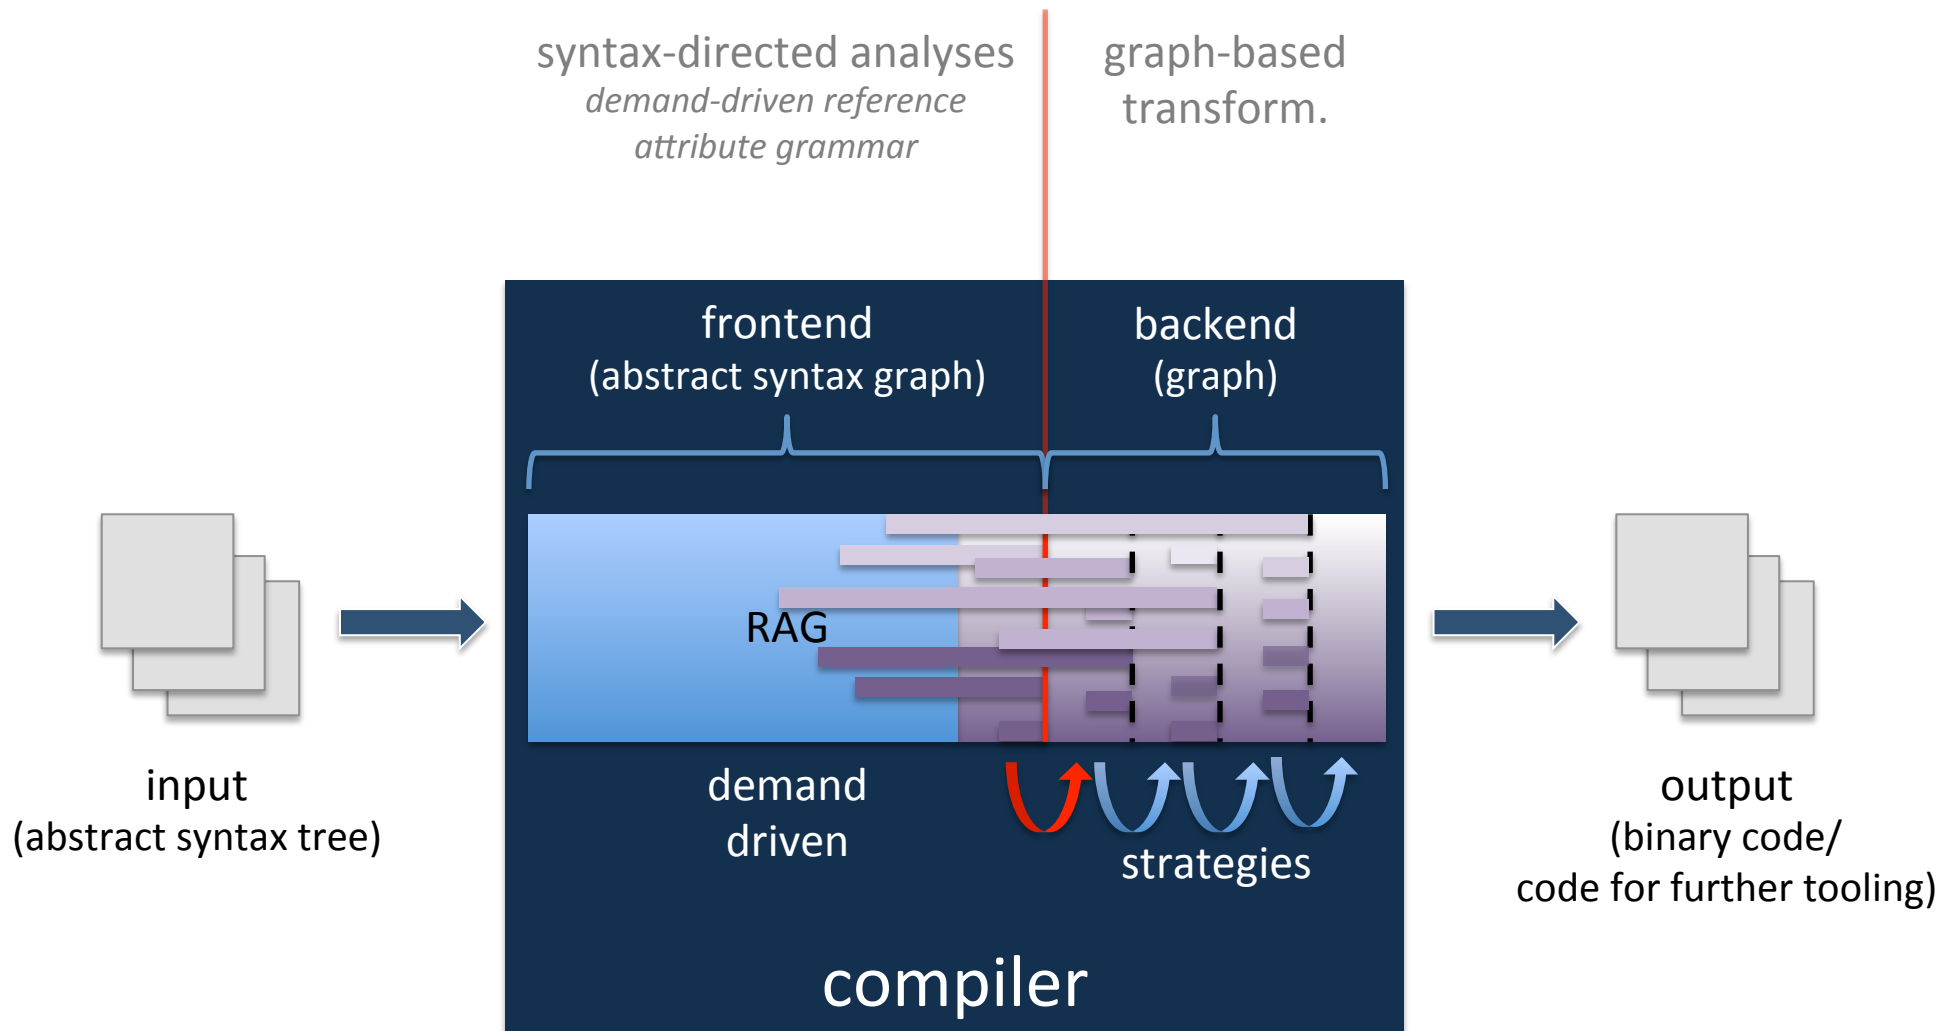 syntax-directed analyses
demand-driven reference
attribute grammar
graph-based
transform.
frontend
(abstract syntax graph)
backend
(graph)
RAG
input
(abstract syntax tree)
demand
driven
strategies
output
(binary code/
code for further tooling)
compiler